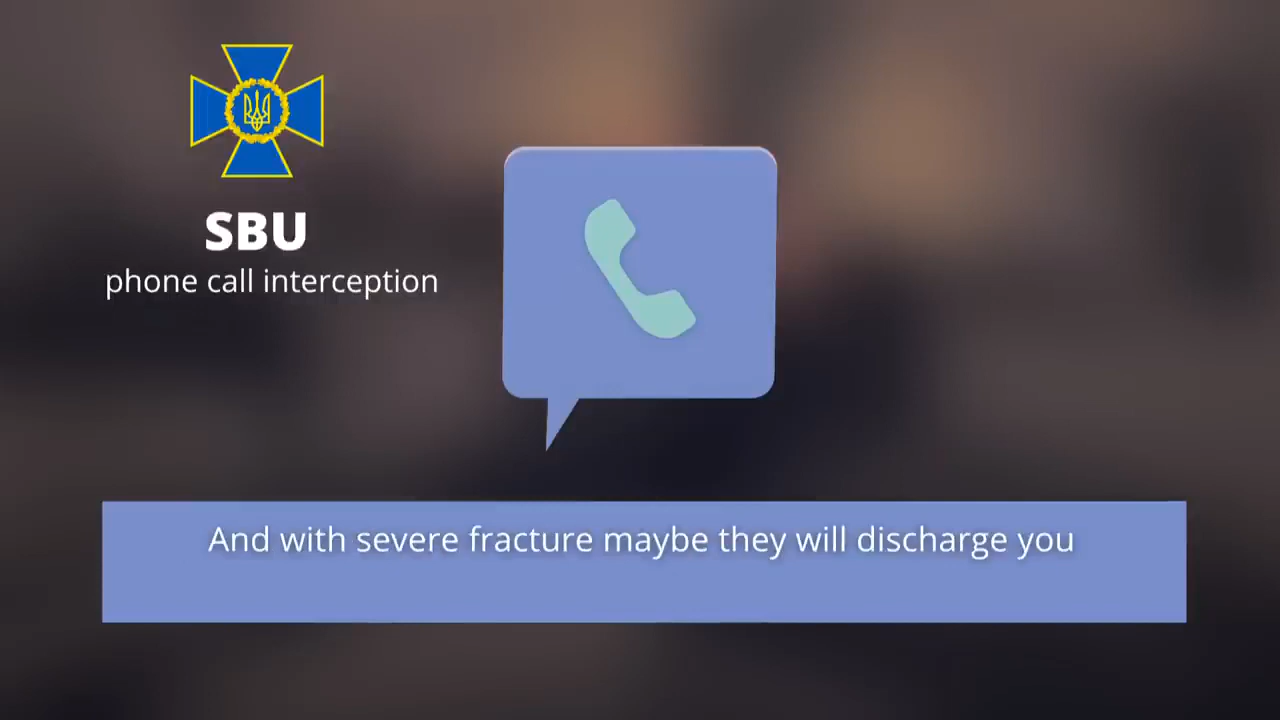 SBU
phone call interception
And with severe fracture maybe they will discharge you